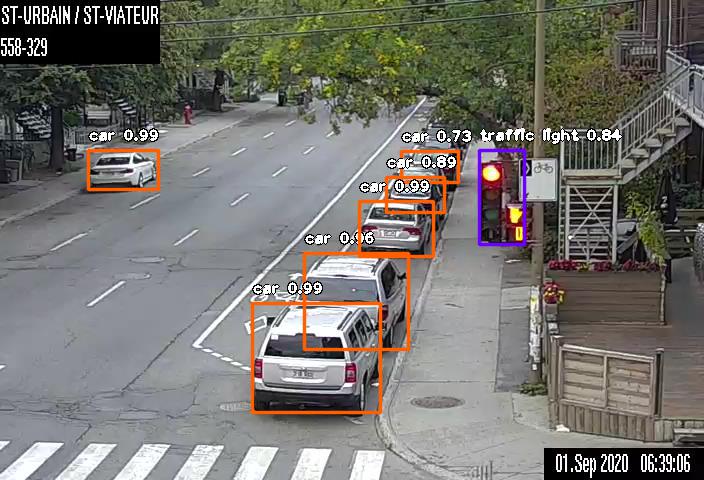 ST-URBAIN / ST-VIATEUR
558-329
car 0.99
car 0.73
traffic light 0.84
car 0.89
car 0.99
car 0.96
car 0.99
01.Sep 2020 06:39:06